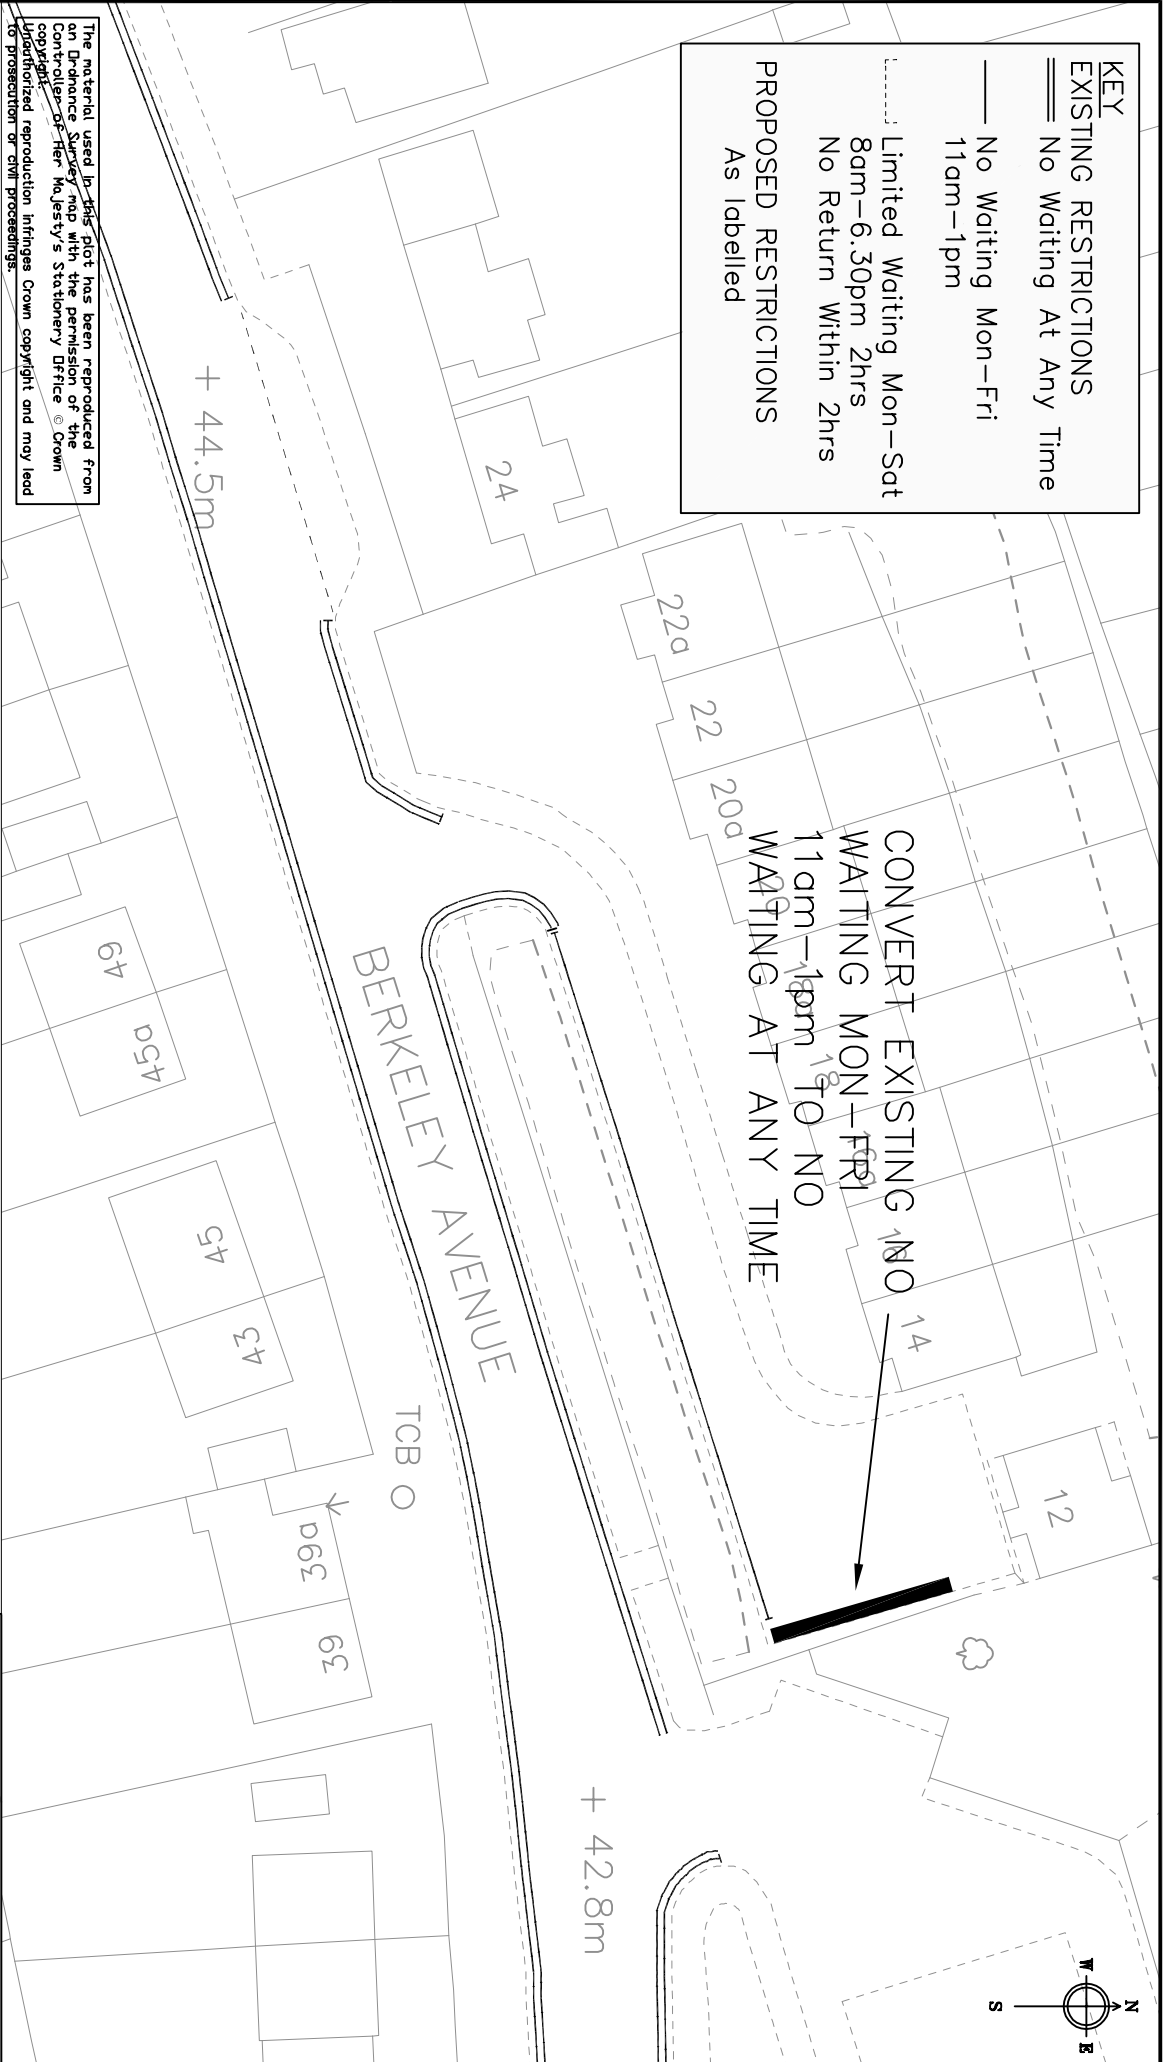 KEY
EXISTING RESTRICTIONS
No Waiting At Any Time
No Waiting Mon-Fri
11am-1pm
Limited Waiting Mon-Sat
8am-6.30pm 2hrs
No Return Within 2hrs
PROPOSED RESTRICTIONS
As labelled
CONVERT EXISTING NO
WAITING MON-FRI
11am-1pm TO NO
WAITING AT ANY TIME
24
22a
22
20a
20
18a
18
16a
16
14
12
BERKELEY AVENUE
+ 44.5m
+ 42.8m
TCB
49
45a
45
43
39a
39
N
W
E
S
The material used in this plot has been reproduced from
an Ordnance Survey map with the permission of the
Controller of Her Majesty's Stationery Office © Crown
copyright.
Unauthorized reproduction infringes Crown copyright and may lead
to prosecution or civil proceedings.